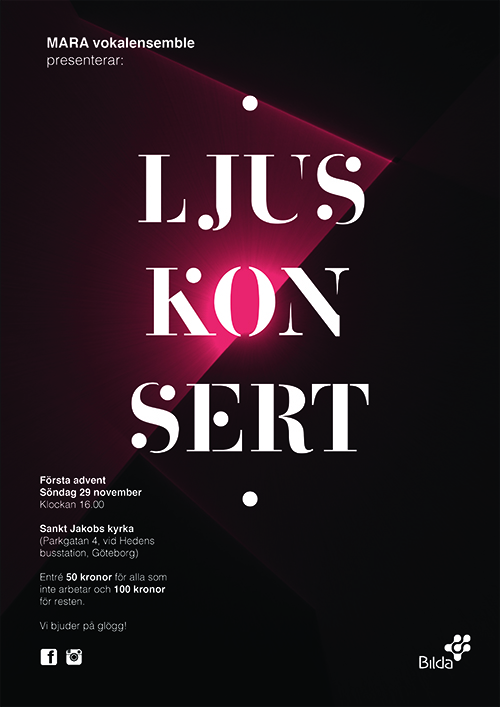 MARA vokalensemble
presenterar:
LJUS
KON
SERT
Första advent
Söndag 29 november
Klockan 16.00
Sankt Jakobs kyrka
(Parkgatan 4, vid Hedens
busstation, Göteborg)
Entré 50 kronor för alla som
inte arbetar och 100 kronor
för resten.
Vi bjuder på glögg!
Bilda